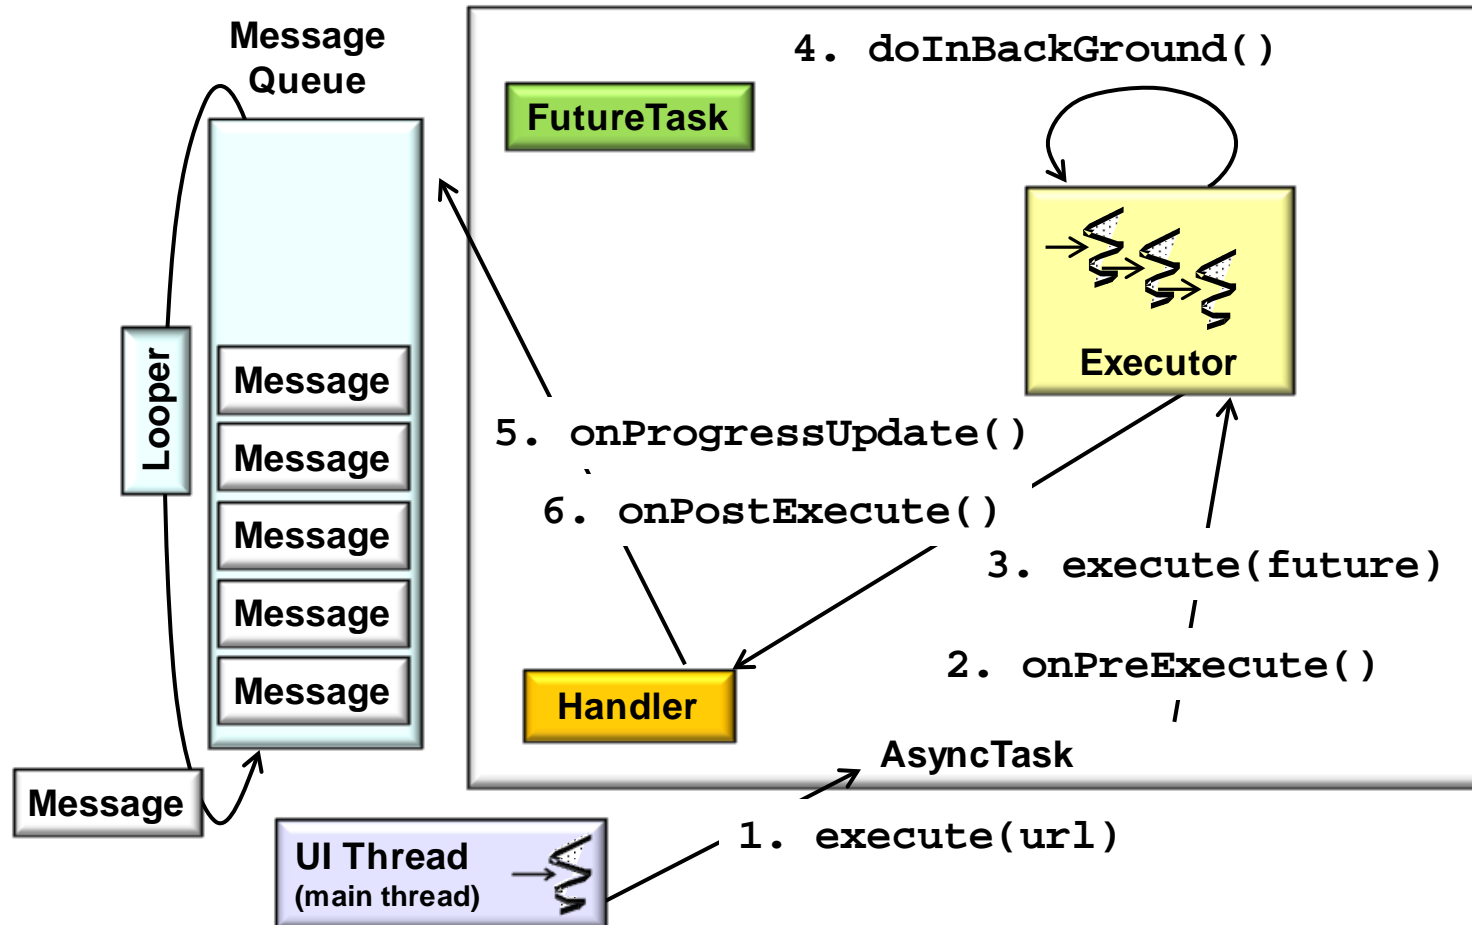 Message
Queue
4. doInBackGround()
FutureTask
Looper
Message
Message
Message
Message
Message
Message
Executor
5. onProgressUpdate()
6. onPostExecute()
3. execute(future)
2. onPreExecute()
Handler
AsyncTask
1. execute(url)
UI Thread
(main thread)